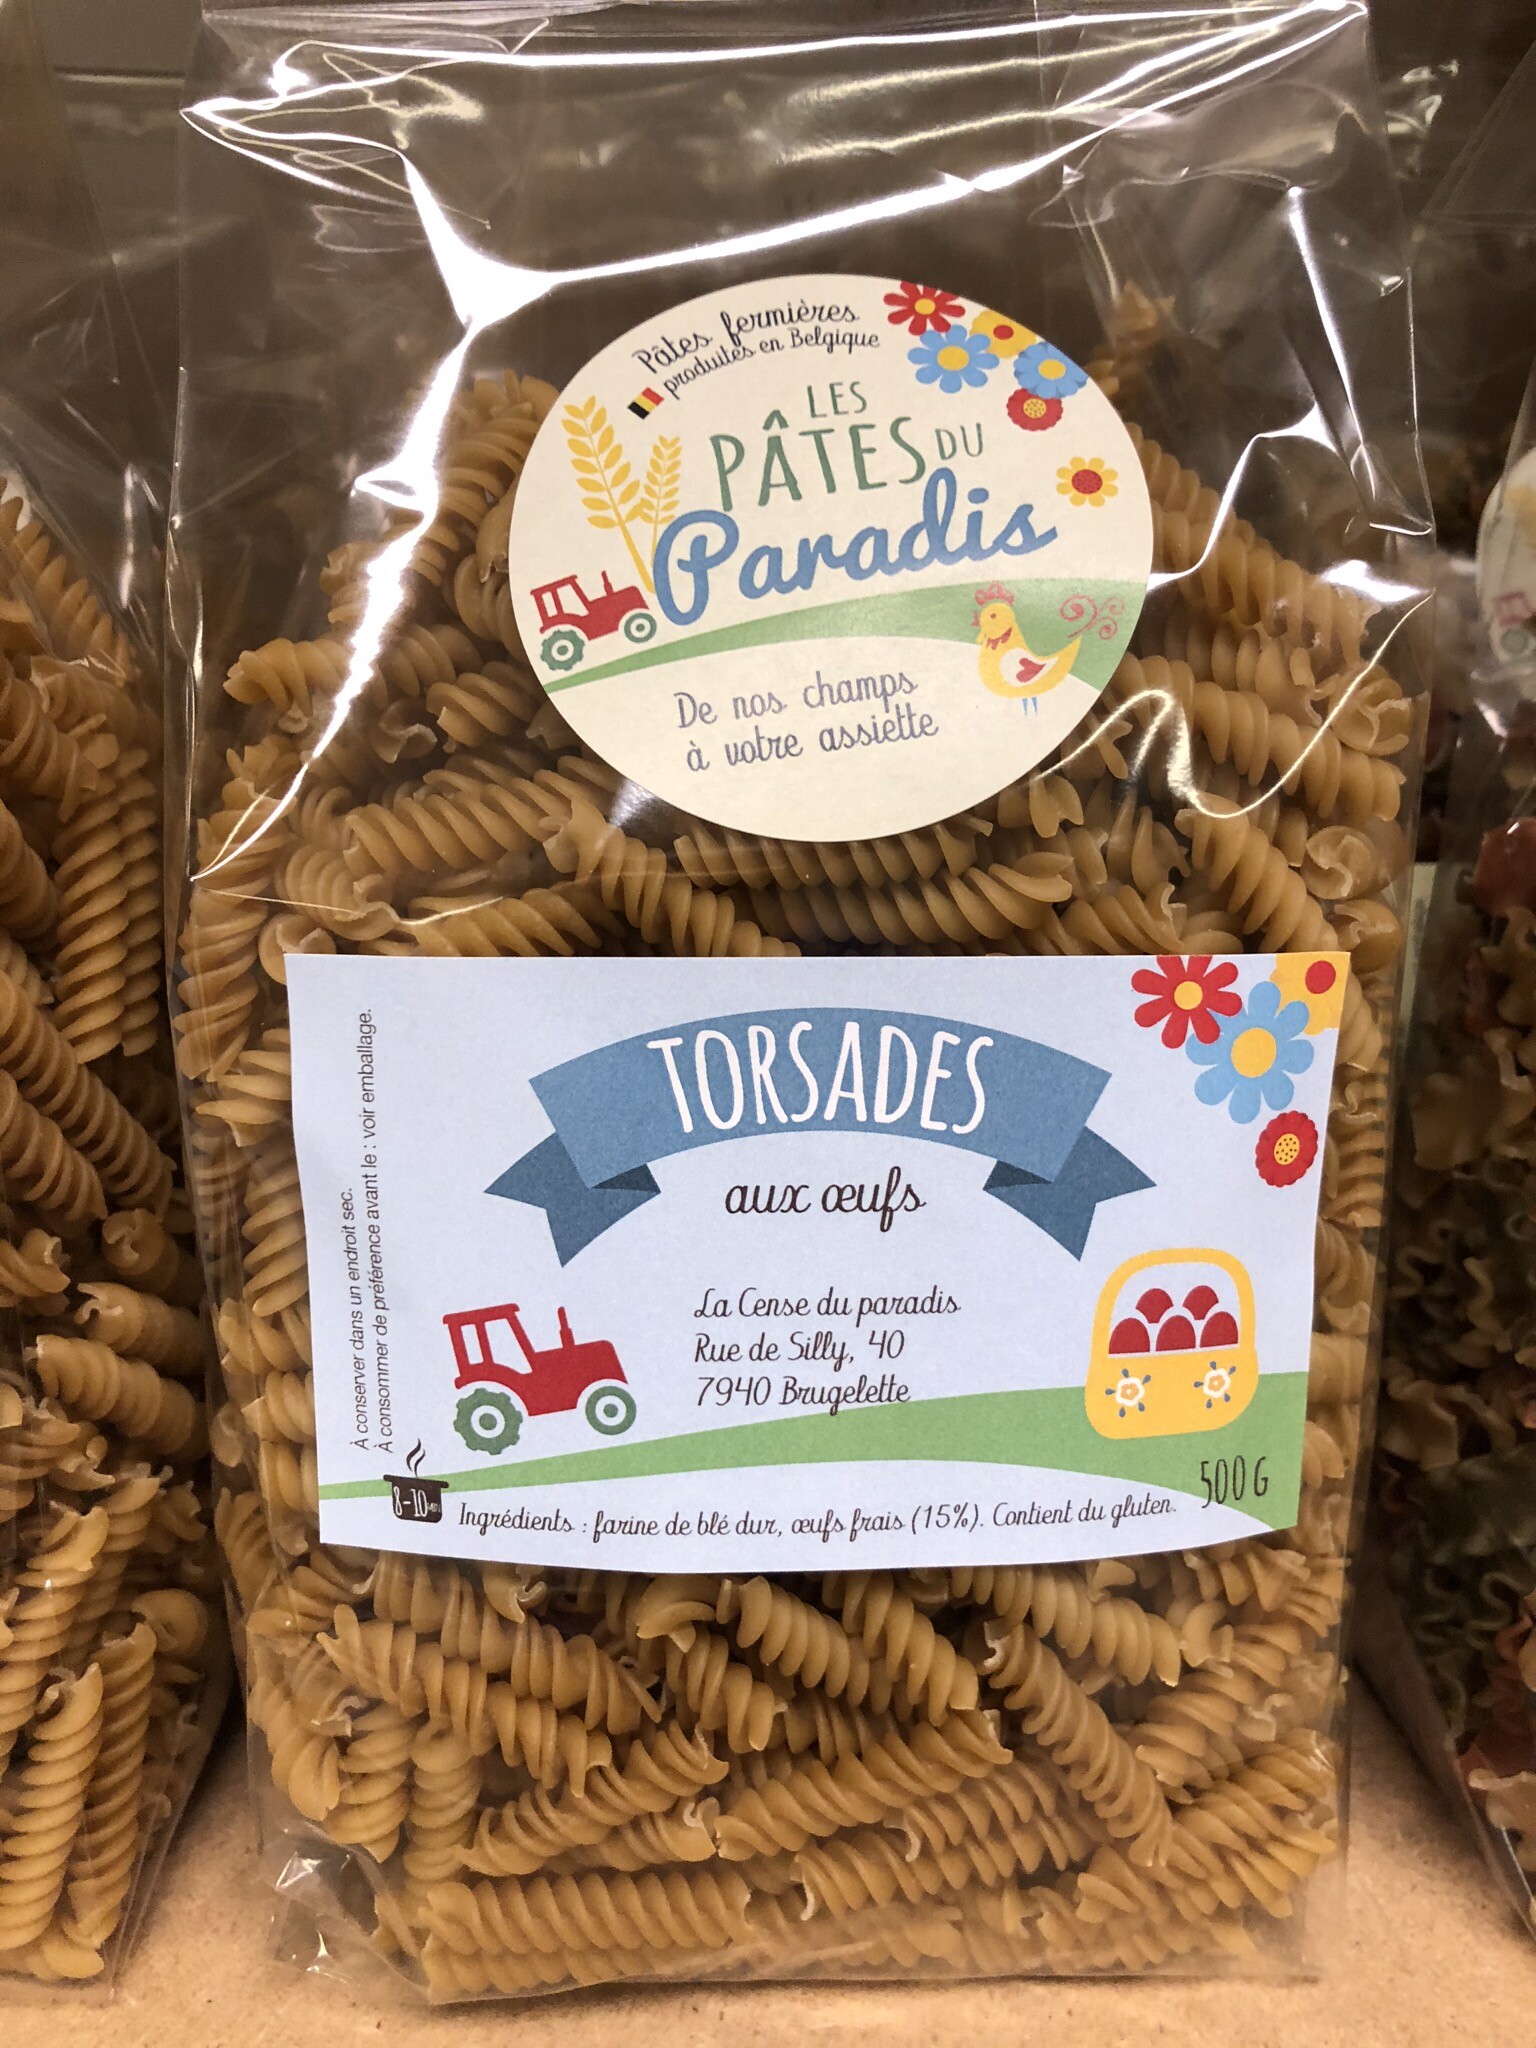 Pâtes fermières
produites en Belgique
LES
PÂTES DU
Paradis
De nos champs
à votre assiette
TORSADES
aux œufs
La Cense du paradis
Rue de Silly, 40
7940 Brugelette
À conserver dans un endroit sec.
À consommer de préférence avant le : voir emballage.
8-10 MIN
Ingrédients : farine de blé dur, œufs frais (15%). Contient du gluten.
500 G